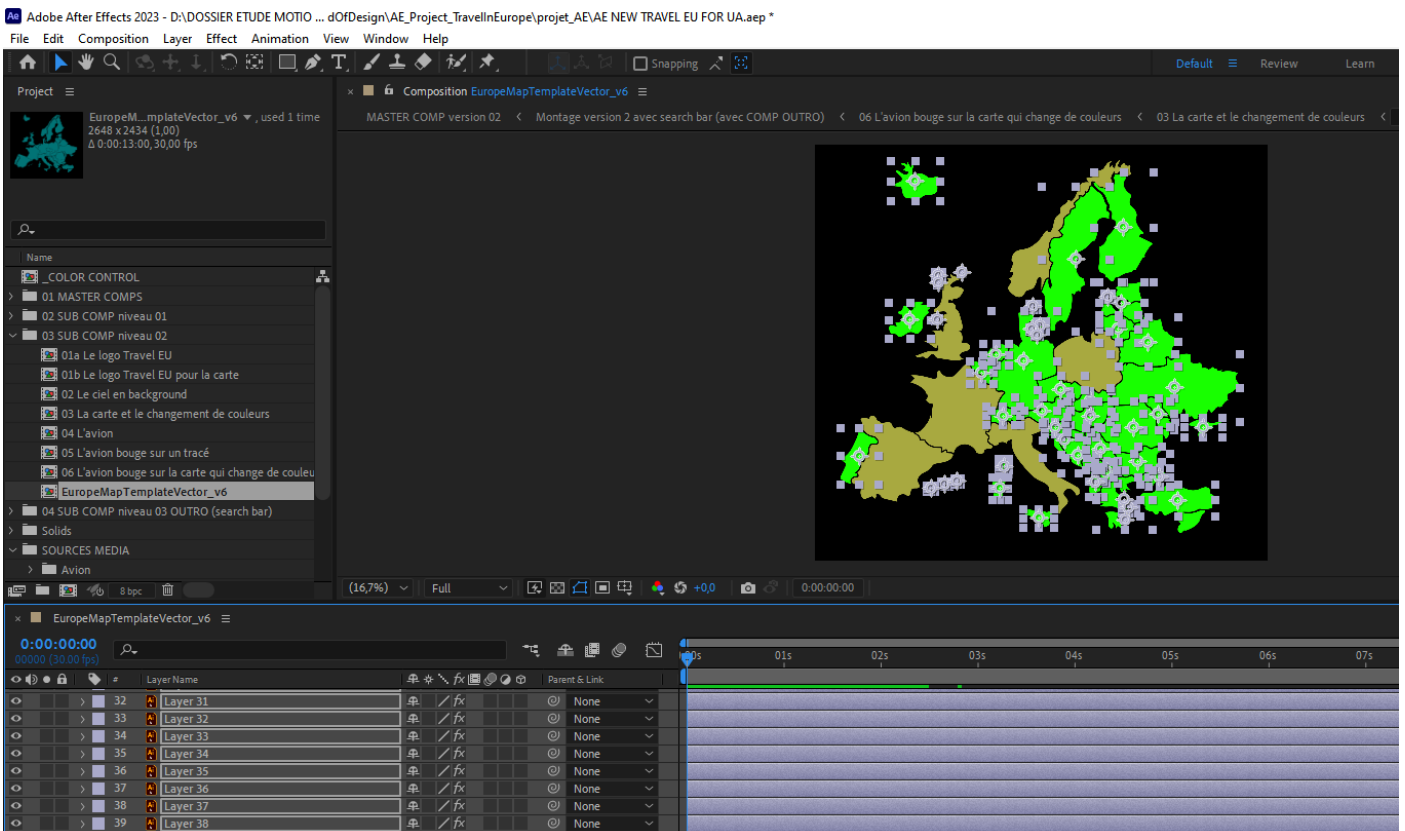 Ae Adobe After Effects 2023 - D:\DOSSIER ETUDE MOTIO ... dOfDesign\AE_Project_TravelInEurope\projet_AE\AE NEW TRAVEL EU FOR UA.aep *
File Edit Composition Layer Effect Animation View Window Help
Snapping
Default Review Learn
Project
EuropeM...mplateVector_v6 , used 1 time
2648 x 2434 (1,00)
Δ 0:00:13:00, 30,00 fps
Composition EuropeMapTemplateVector_v6
MASTER COMP version 02 < Montage version 2 avec search bar (avec COMP OUTRO) < 06 L'avion bouge sur la carte qui change de couleurs < 03 La carte et le changement de couleurs <
Name
_COLOR CONTROL
01 MASTER COMPS
02 SUB COMP niveau 01
03 SUB COMP niveau 02
01a Le logo Travel EU
01b Le logo Travel EU pour la carte
02 Le ciel en background
03 La carte et le changement de couleurs
04 L'avion
05 L'avion bouge sur un tracé
06 L'avion bouge sur la carte qui change de couleu
EuropeMapTemplateVector_v6
04 SUB COMP niveau 03 OUTRO (search bar)
Solids
SOURCES MEDIA
Avion
8 bpc
(16,7%) Full +0,0 0:00:00:00
EuropeMapTemplateVector_v6
0:00:00:00
00000 (30.00 fps)
01s 02s 03s 04s 05s 06s 07s
# Layer Name fx Parent & Link
32 Layer 31 fx None
33 Layer 32 fx None
34 Layer 33 fx None
35 Layer 34 fx None
36 Layer 35 fx None
37 Layer 36 fx None
38 Layer 37 fx None
39 Layer 38 fx None